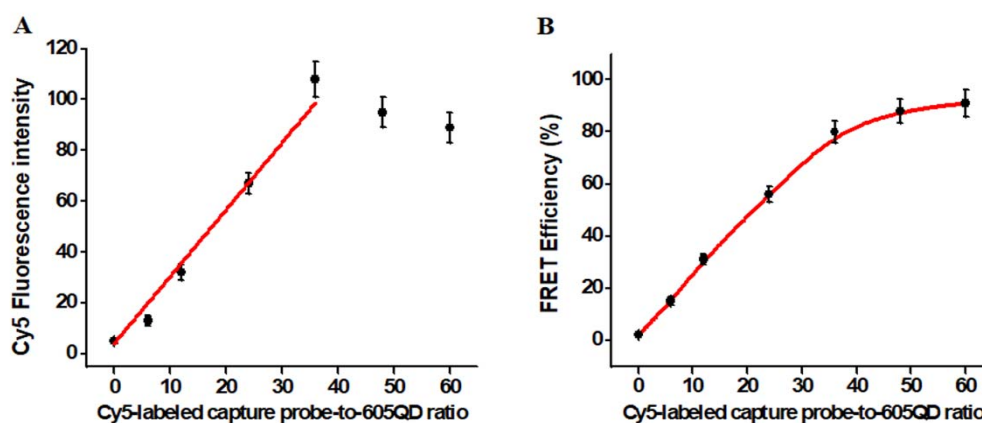 A
Cy5 Fluorescence intensity
120
100
80
60
40
20
0
0 10 20 30 40 50 60
Cy5-labeled capture probe-to-605QD ratio
B
FRET Efficiency (%)
100
80
60
40
20
0
0 10 20 30 40 50 60
Cy5-labeled capture probe-to-605QD ratio